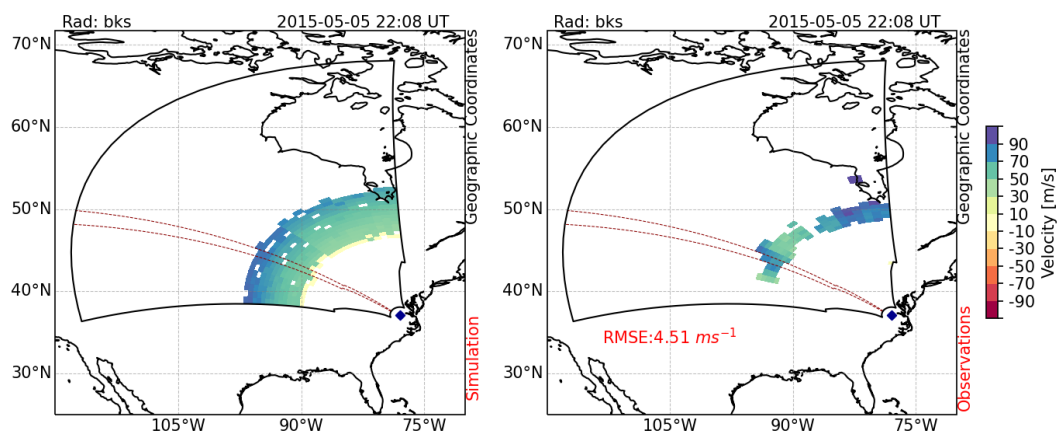 Rad: bks
2015-05-05 22:08 UT
70°N
60°N
50°N
40°N
30°N
105°W
90°W
75°W
Geographic Coordinates
Simulation
Rad: bks
2015-05-05 22:08 UT
70°N
60°N
50°N
40°N
30°N
105°W
90°W
75°W
RMSE:4.51 ms⁻¹
Geographic Coordinates
Observations
90
70
50
30
10
-10
-30
-50
-70
-90
Velocity [m/s]